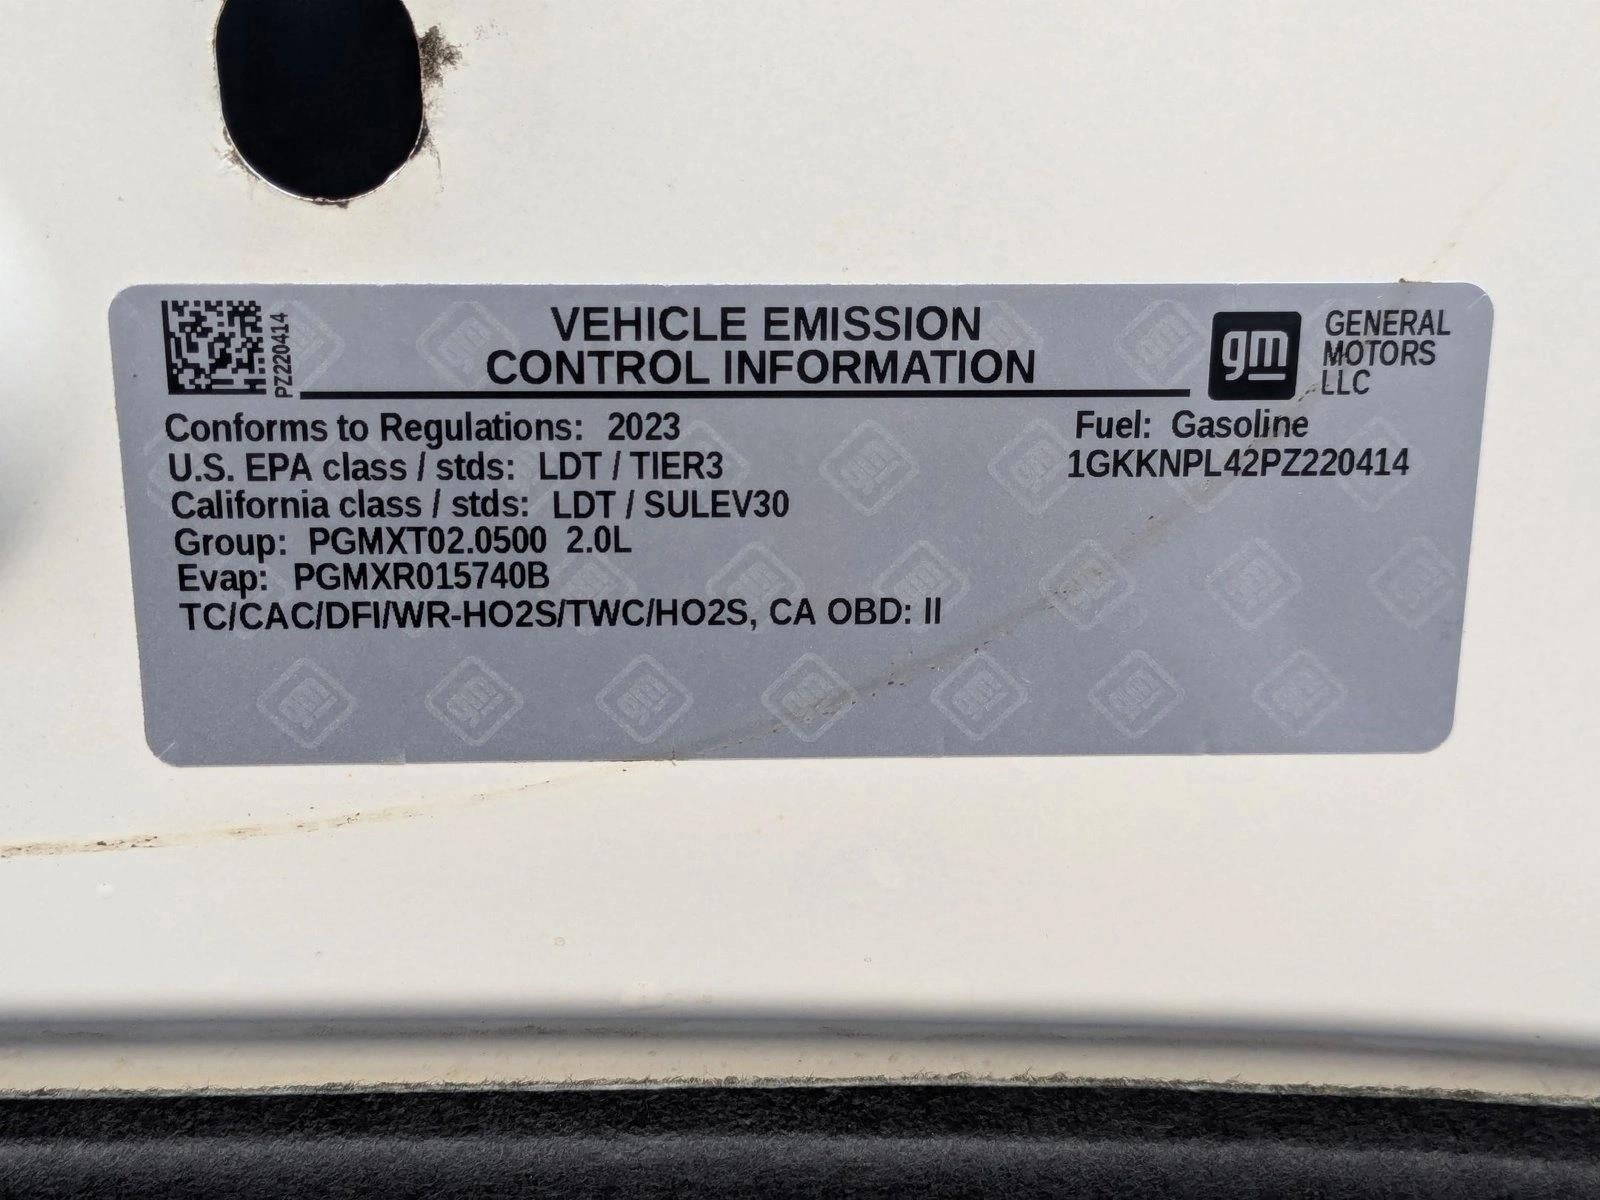 PZ220414
VEHICLE EMISSION
CONTROL INFORMATION
gm
GENERAL
MOTORS
LLC
Conforms to Regulations: 2023
Fuel: Gasoline
U.S. EPA class / stds: LDT / TIER3
1GKKNPL42PZ220414
California class / stds: LDT / SULEV30
Group: PGMXT02.0500 2.0L
Evap: PGMXR015740B
TC/CAC/DFI/WR-HO2S/TWC/HO2S, CA OBD: II